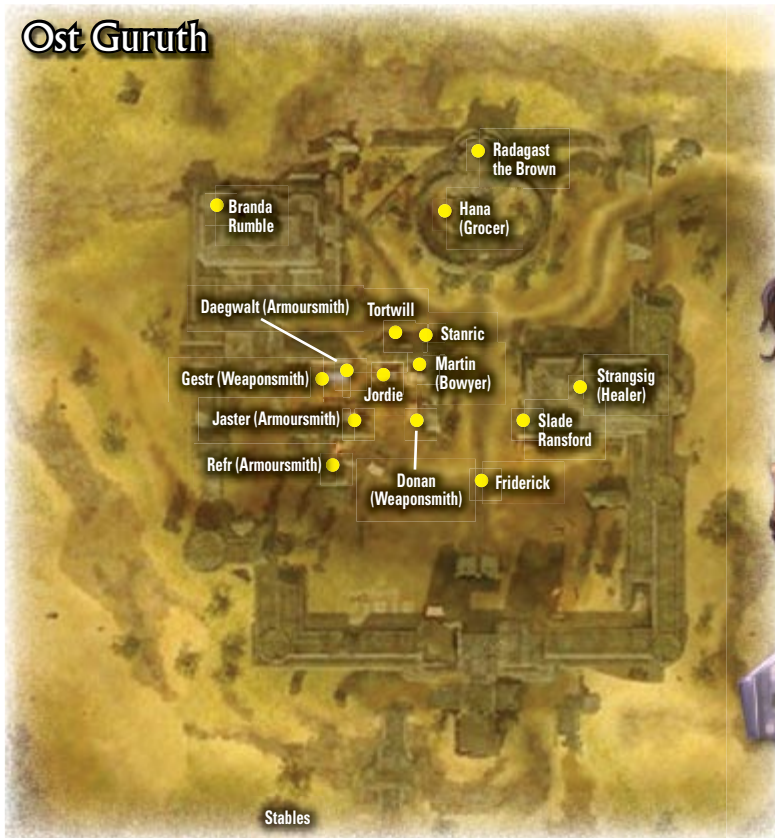 Ost Guruth
Radagast
the Brown
Branda
Rumble
Hana
(Grocer)
Daegwalt (Armoursmith)
Tortwill
Stanric
Martin
(Bowyer)
Gestr (Weaponsmith)
Jordie
Strangsig
(Healer)
Jaster (Armoursmith)
Slade
Ransford
Refr (Armoursmith)
Donan
(Weaponsmith)
Friderick
Stables